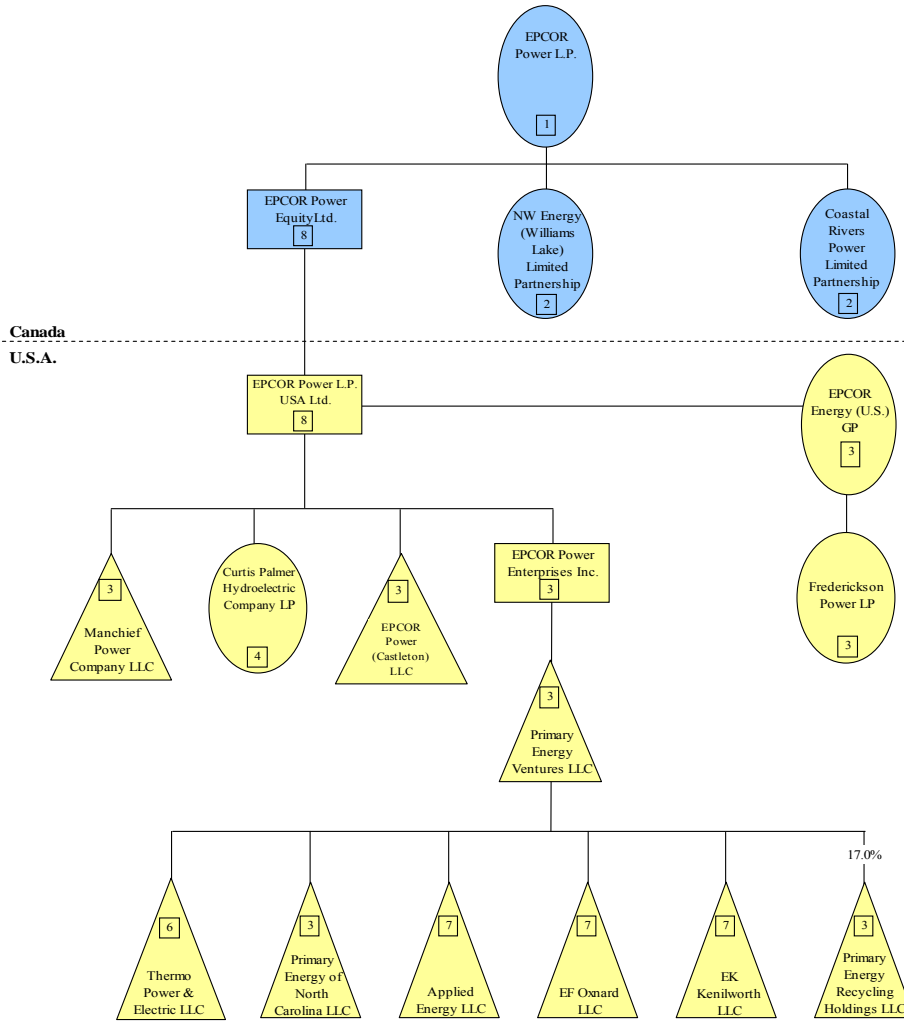 EPCOR
Power L.P.
1
EPCOR Power
EquityLtd.
8
NW Energy
(Williams
Lake)
Limited
Partnership
2
Coastal
Rivers
Power
Limited
Partnership
2
Canada
U.S.A.
EPCOR Power L.P.
USA Ltd.
8
EPCOR
Energy (U.S.)
GP
3
3
Manchief
Power
Company LLC
Curtis Palmer
Hydroelectric
Company LP
4
3
EPCOR
Power
(Castleton)
LLC
EPCOR Power
Enterprises Inc.
3
Frederickson
Power LP
3
3
Primary
Energy
Ventures LLC
17.0%
6
Thermo
Power &
Electric LLC
3
Primary
Energy of
North
Carolina LLC
7
Applied
Energy LLC
7
EF Oxnard
LLC
7
EK
Kenilworth
LLC
3
Primary
Energy
Recycling
Holdings LLC